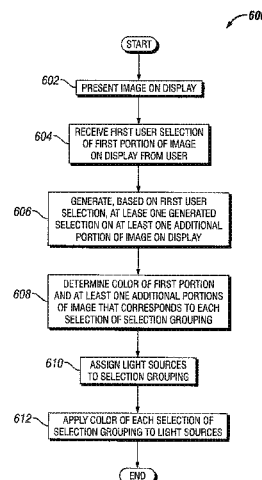 600
START
602
PRESENT IMAGE ON DISPLAY
604
RECEIVE FIRST USER SELECTION
OF FIRST PORTION OF IMAGE
ON DISPLAY FROM USER
606
GENERATE, BASED ON FIRST USER
SELECTION, AT LEASE ONE GENERATED
SELECTION ON AT LEAST ONE ADDITIONAL
PORTION OF IMAGE ON DISPLAY
608
DETERMINE COLOR OF FIRST PORTION
AND AT LEAST ONE ADDITIONAL PORTIONS
OF IMAGE THAT CORRESPONDS TO EACH
SELECTION OF SELECTION GROUPING
610
ASSIGN LIGHT SOURCES
TO SELECTION GROUPING
612
APPLY COLOR OF EACH SELECTION OF
SELECTION GROUPING TO LIGHT SOURCES
END